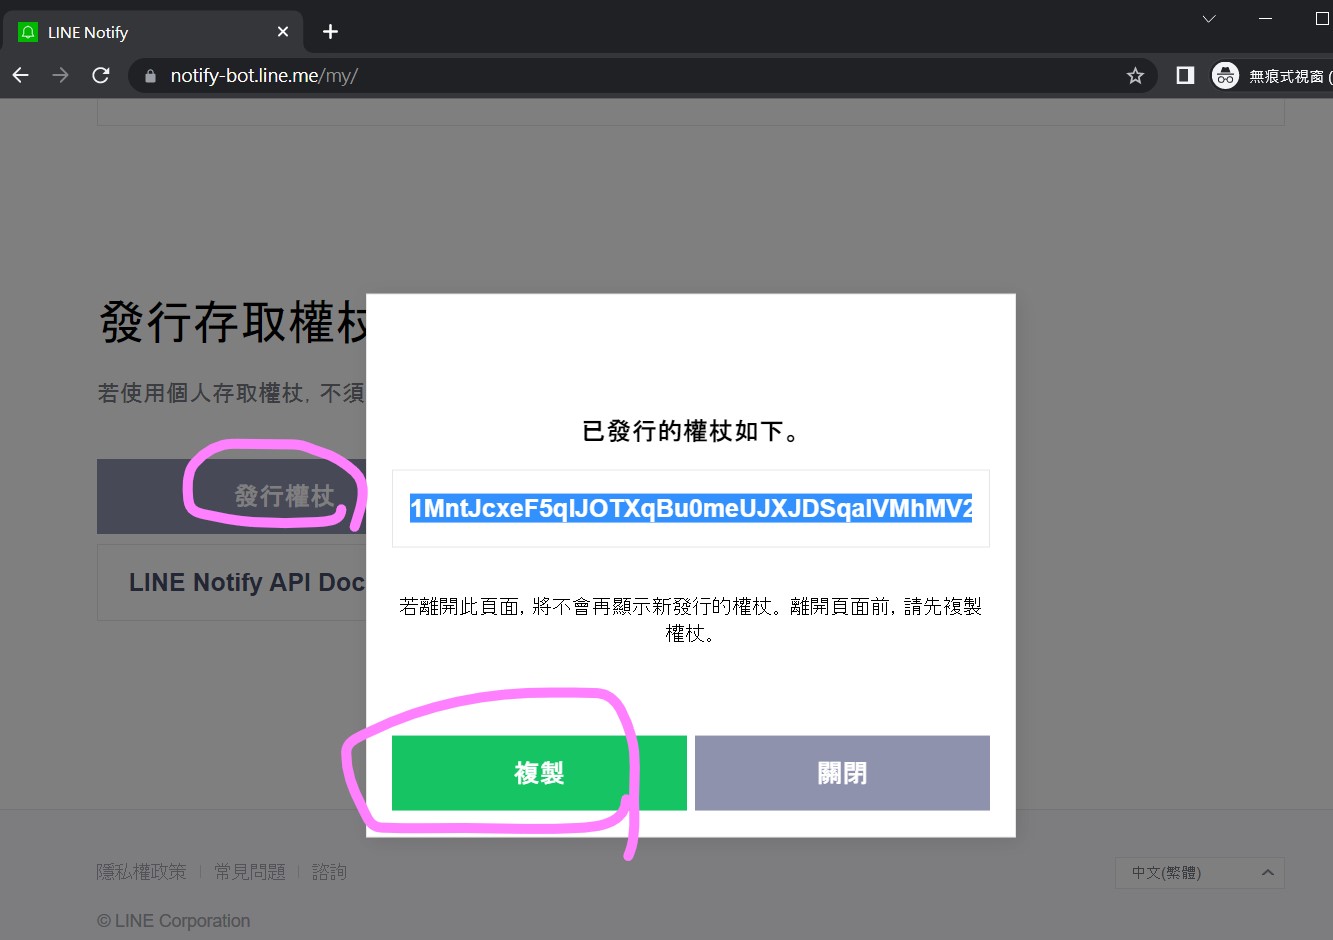 LINE Notify
notify-bot.line.me/my/
無痕式視窗 (
發行存取權杖
若使用個人存取權杖, 不須
發行權杖
LINE Notify API Doc
已發行的權杖如下。
1MntJcxeF5qIJOTXqBu0meUJXJDSqaIVMhMV2
若離開此頁面, 將不會再顯示新發行的權杖。離開頁面前, 請先複製
權杖。
複製
關閉
隱私權政策
常見問題
諮詢
中文(繁體)
© LINE Corporation